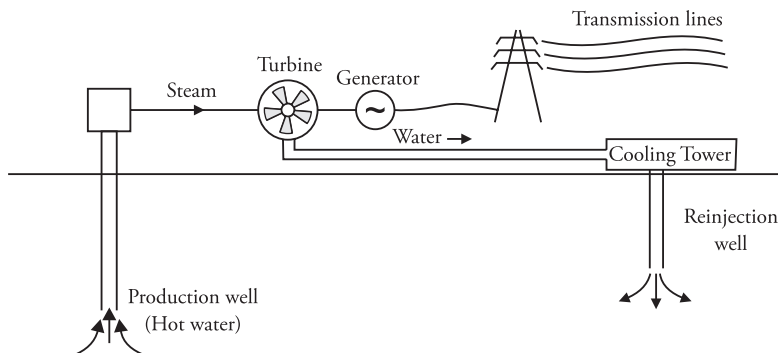 Transmission lines
Turbine
Generator
Steam
~
Water
Cooling Tower
Reinjection
well
Production well
(Hot water)